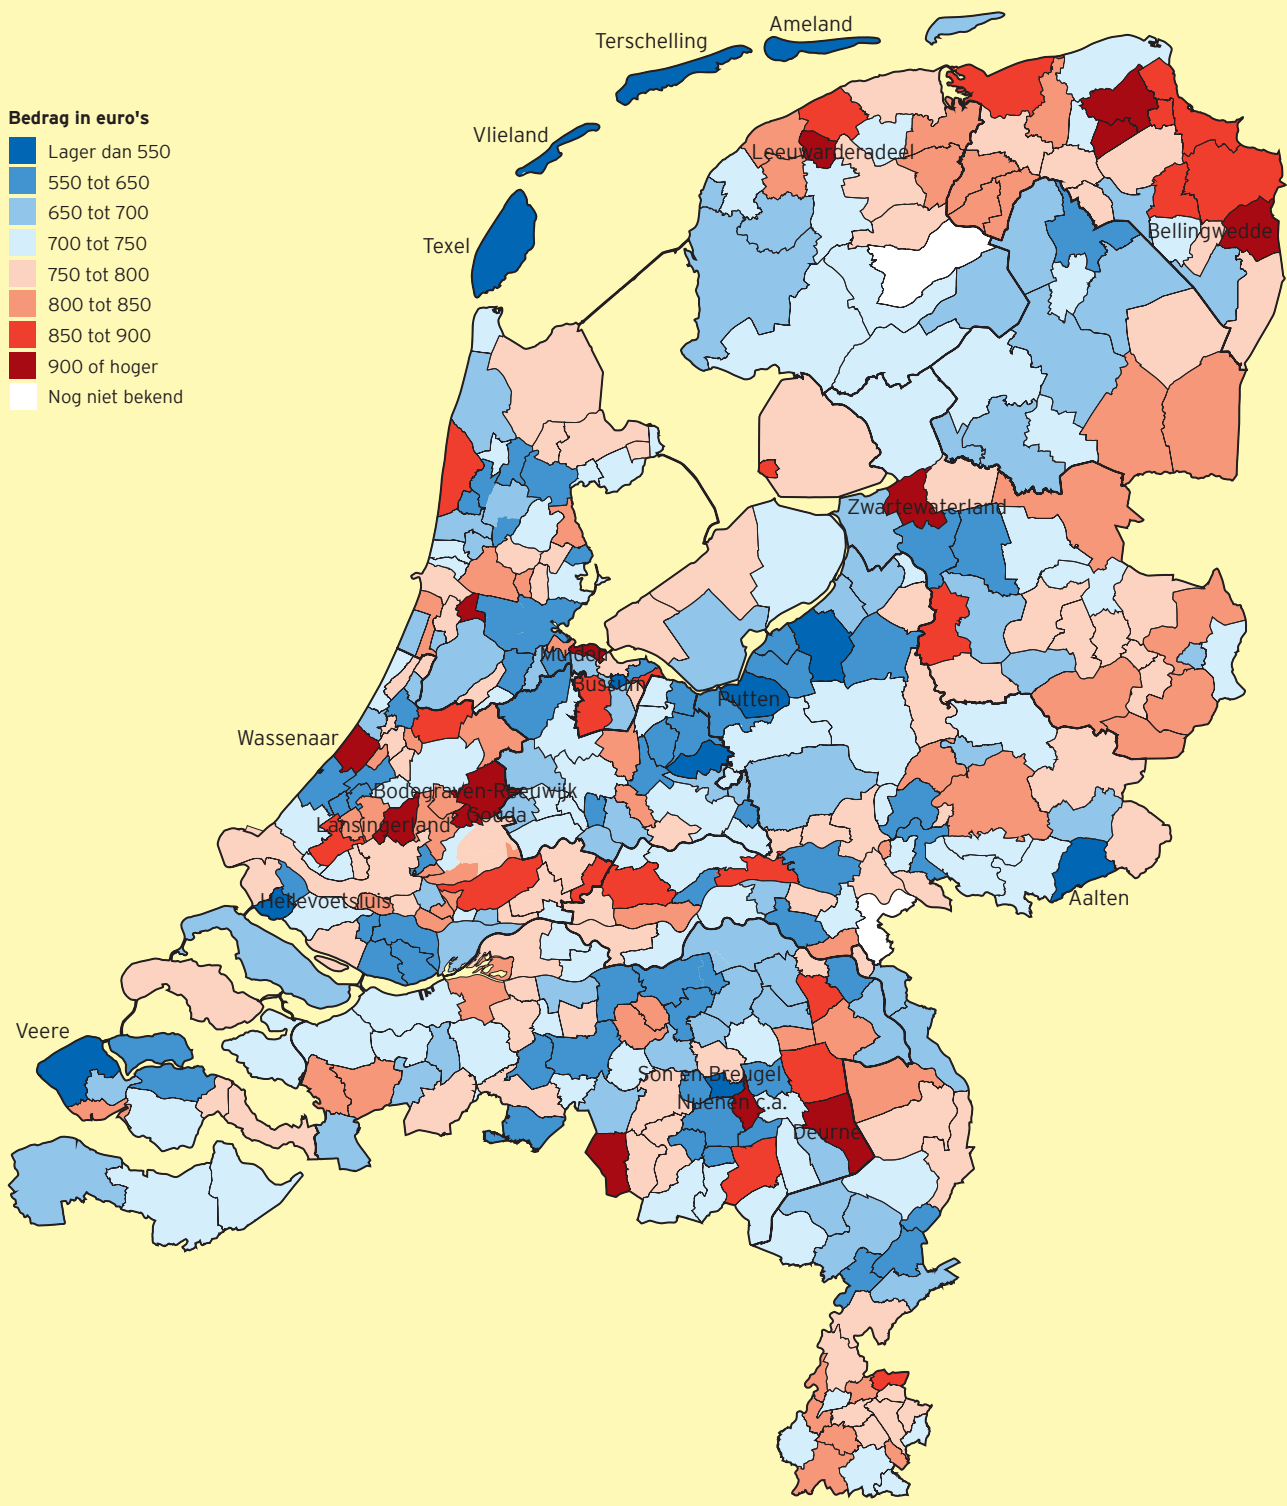 Ameland
Terschelling
Bedrag in euro's
Lager dan 550
550 tot 650
650 tot 700
700 tot 750
750 tot 800
800 tot 850
850 tot 900
900 of hoger
Nog niet bekend
Vlieland
Leeuwarderadeel
Texel
Bellingwedde
Zwartewaterland
Muiden
Bussum
Putten
Wassenaar
Bodegraven-Reeuwijk
Gouda
Lansingerland
Hellevoetsluis
Aalten
Veere
Son en Breugel
Nuenen c.a.
Deurne